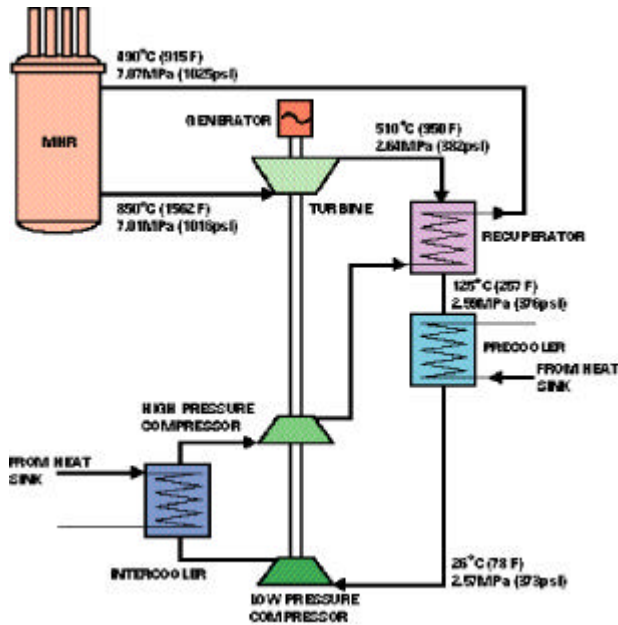 490°C (915 F)
7.07MPa (1025psi)
MHR
GENERATOR
510°C (950 F)
2.64MPa (382psi)
850°C (1562 F)
7.01MPa (1016psi)
TURBINE
RECUPERATOR
125°C (257 F)
2.59MPa (376psi)
PRECOOLER
FROM HEAT
SINK
HIGH PRESSURE
COMPRESSOR
FROM HEAT
SINK
INTERCOOLER
26°C (78 F)
2.57MPa (373psi)
LOW PRESSURE
COMPRESSOR